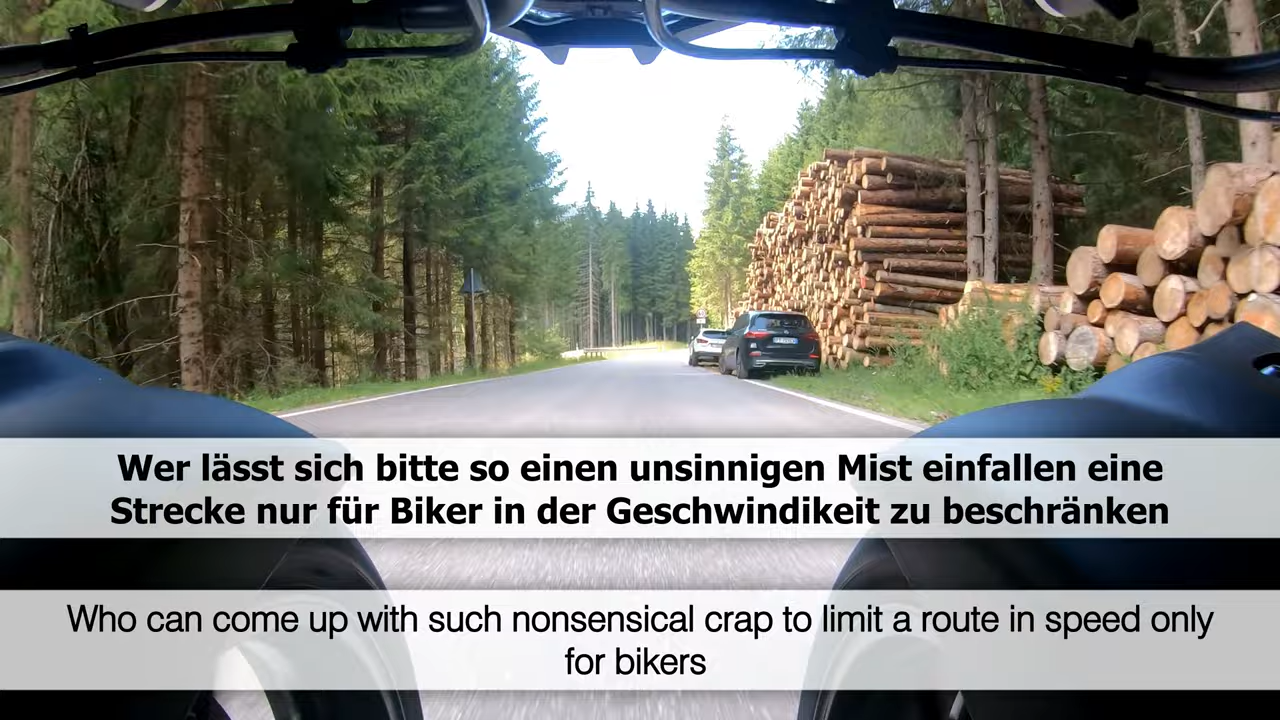 Wer lässt sich bitte so einen unsinnigen Mist einfallen eine
Strecke nur für Biker in der Geschwindikeit zu beschränken
Who can come up with such nonsensical crap to limit a route in speed only
for bikers